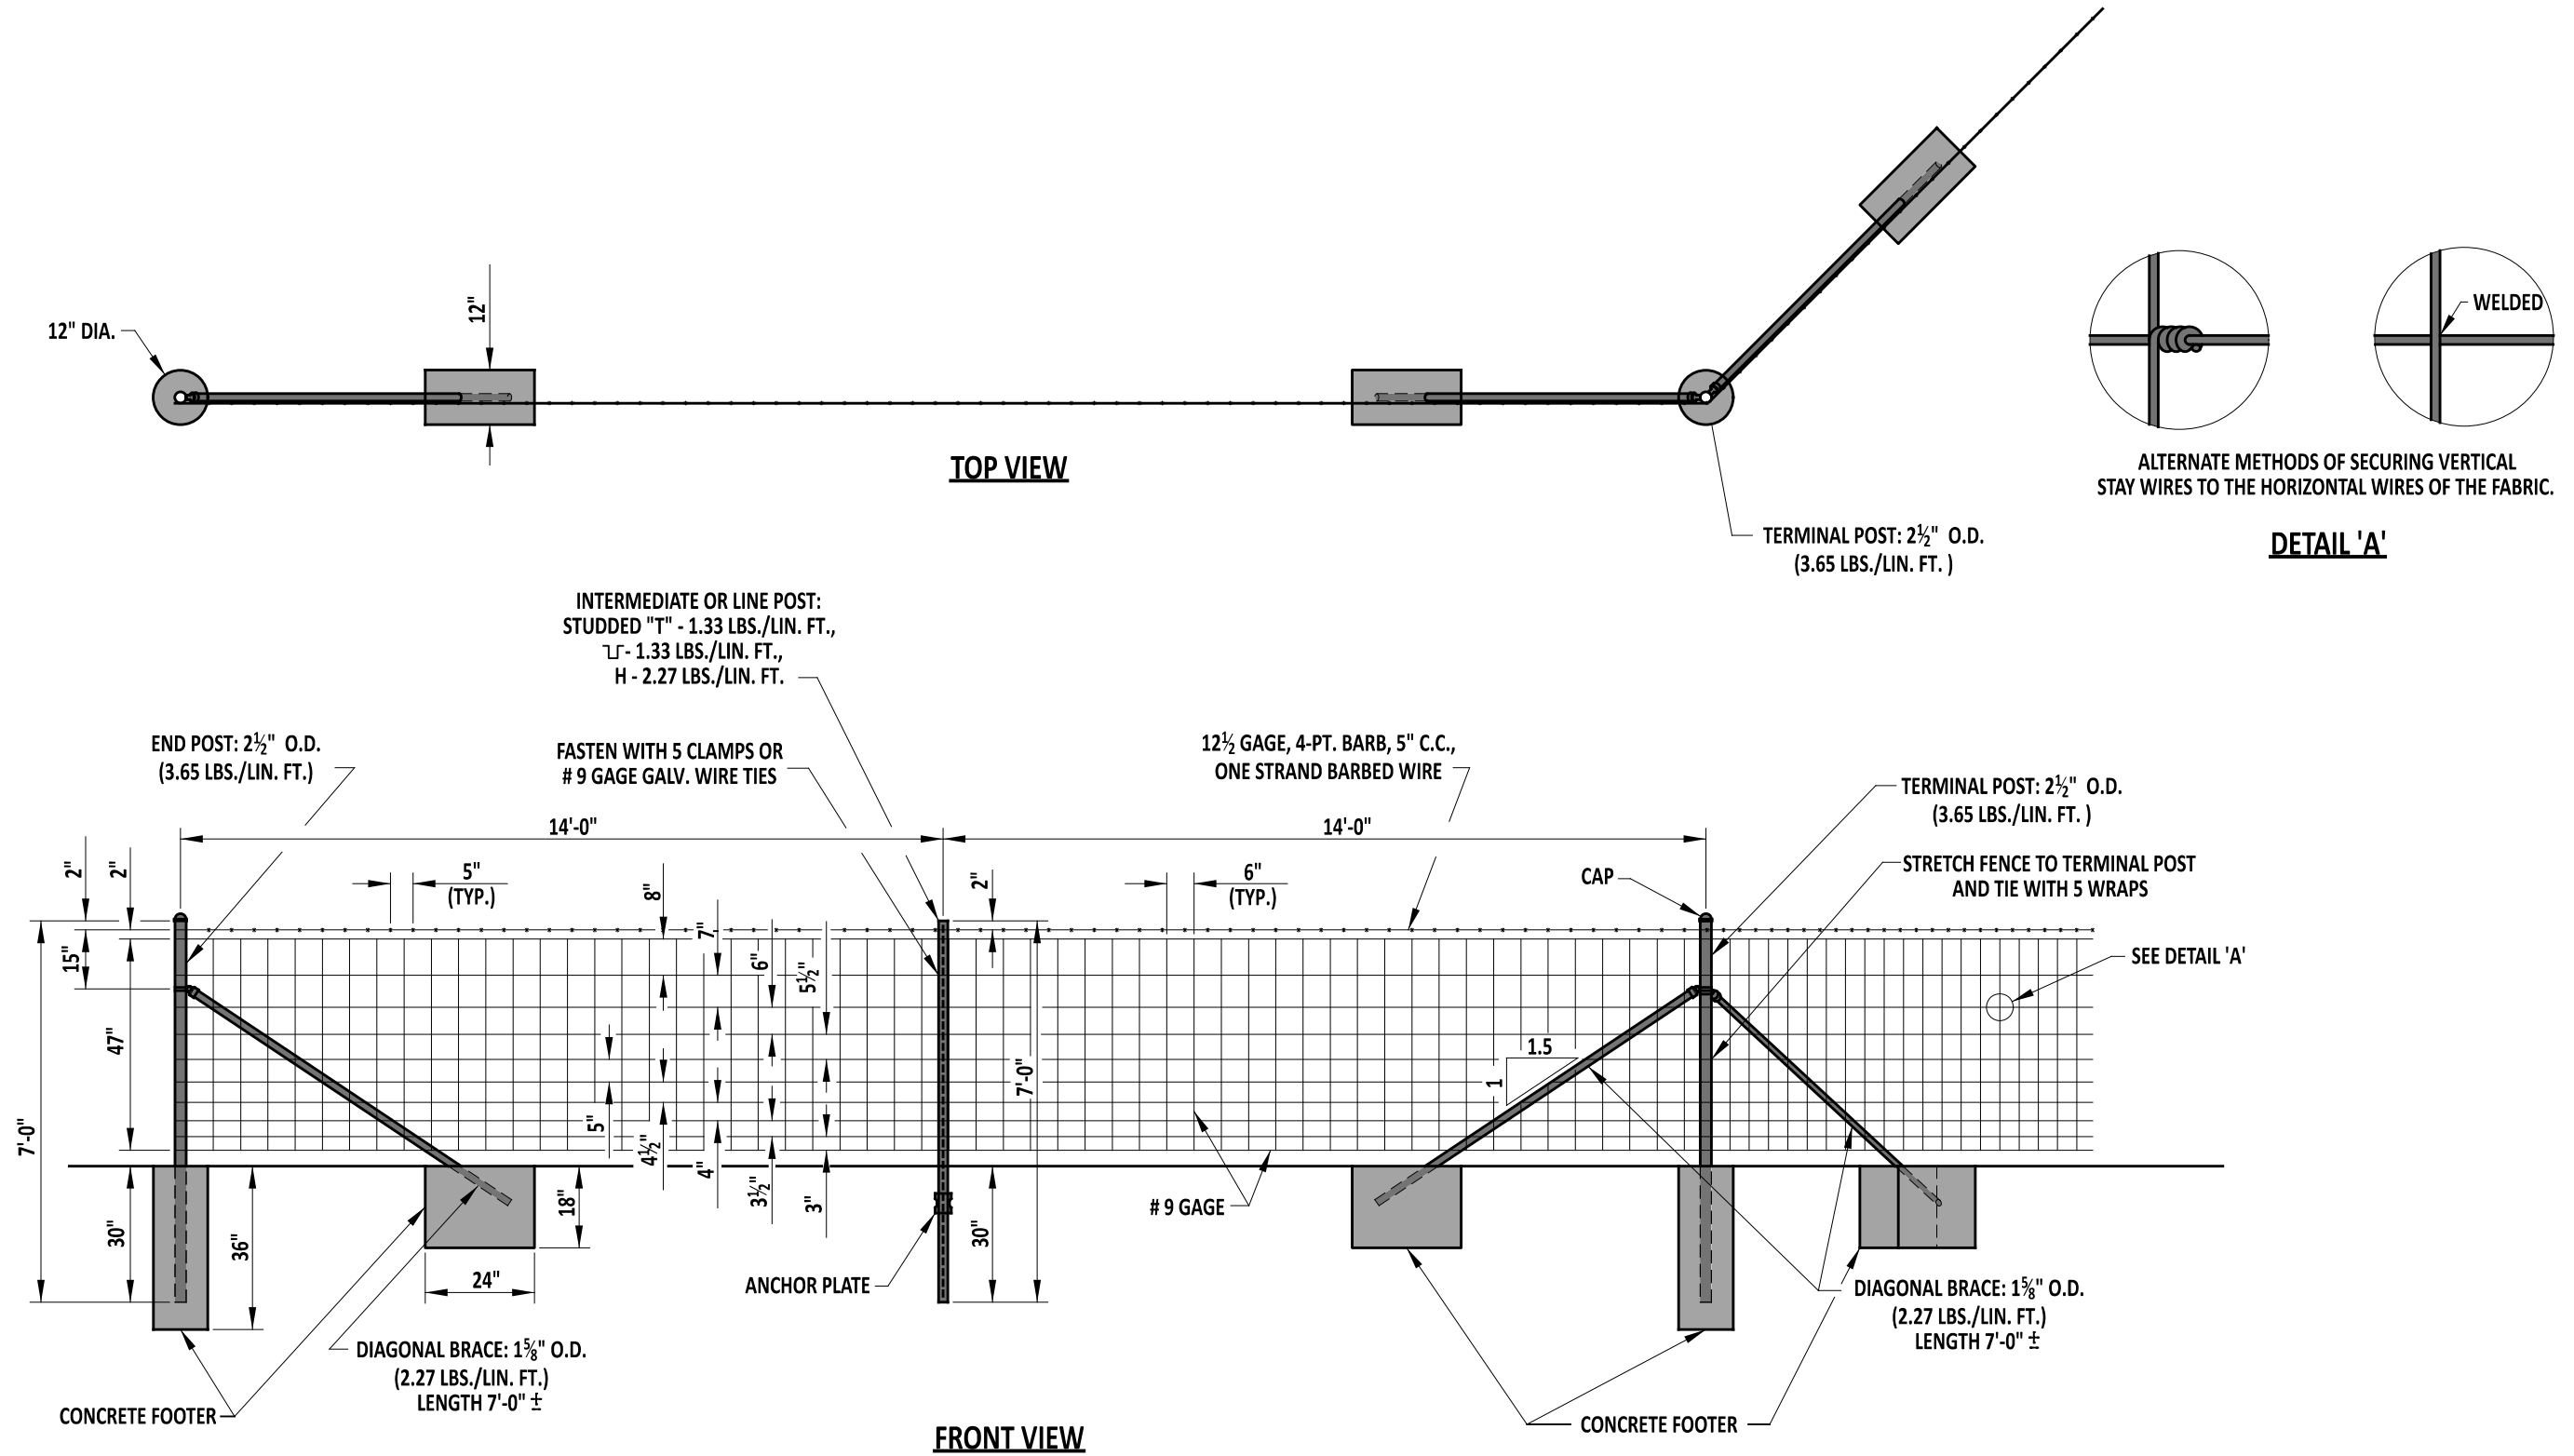 12"
12" DIA.
WELDED
TOP VIEW
ALTERNATE METHODS OF SECURING VERTICAL
STAY WIRES TO THE HORIZONTAL WIRES OF THE FABRIC.
DETAIL 'A'
TERMINAL POST: 2½" O.D.
(3.65 LBS./LIN. FT. )
INTERMEDIATE OR LINE POST:
STUDDED "T" - 1.33 LBS./LIN. FT.,
- 1.33 LBS./LIN. FT.,
H - 2.27 LBS./LIN. FT.
END POST: 2½" O.D.
(3.65 LBS./LIN. FT.)
FASTEN WITH 5 CLAMPS OR
# 9 GAGE GALV. WIRE TIES
12½ GAGE, 4-PT. BARB, 5" C.C.,
ONE STRAND BARBED WIRE
TERMINAL POST: 2½" O.D.
(3.65 LBS./LIN. FT. )
14'-0"
14'-0"
STRETCH FENCE TO TERMINAL POST
AND TIE WITH 5 WRAPS
2"
2"
5"
(TYP.)
8"
2"
6"
(TYP.)
CAP
7"
6"
5½"
15"
SEE DETAIL 'A'
47"
7'-0"
1.5
1
7'-0"
5"
4½"
4"
3½"
3"
30"
36"
18"
30"
# 9 GAGE
24"
ANCHOR PLATE
DIAGONAL BRACE: 1⅝" O.D.
(2.27 LBS./LIN. FT.)
LENGTH 7'-0" ±
DIAGONAL BRACE: 1⅝" O.D.
(2.27 LBS./LIN. FT.)
LENGTH 7'-0" ±
CONCRETE FOOTER
CONCRETE FOOTER
FRONT VIEW